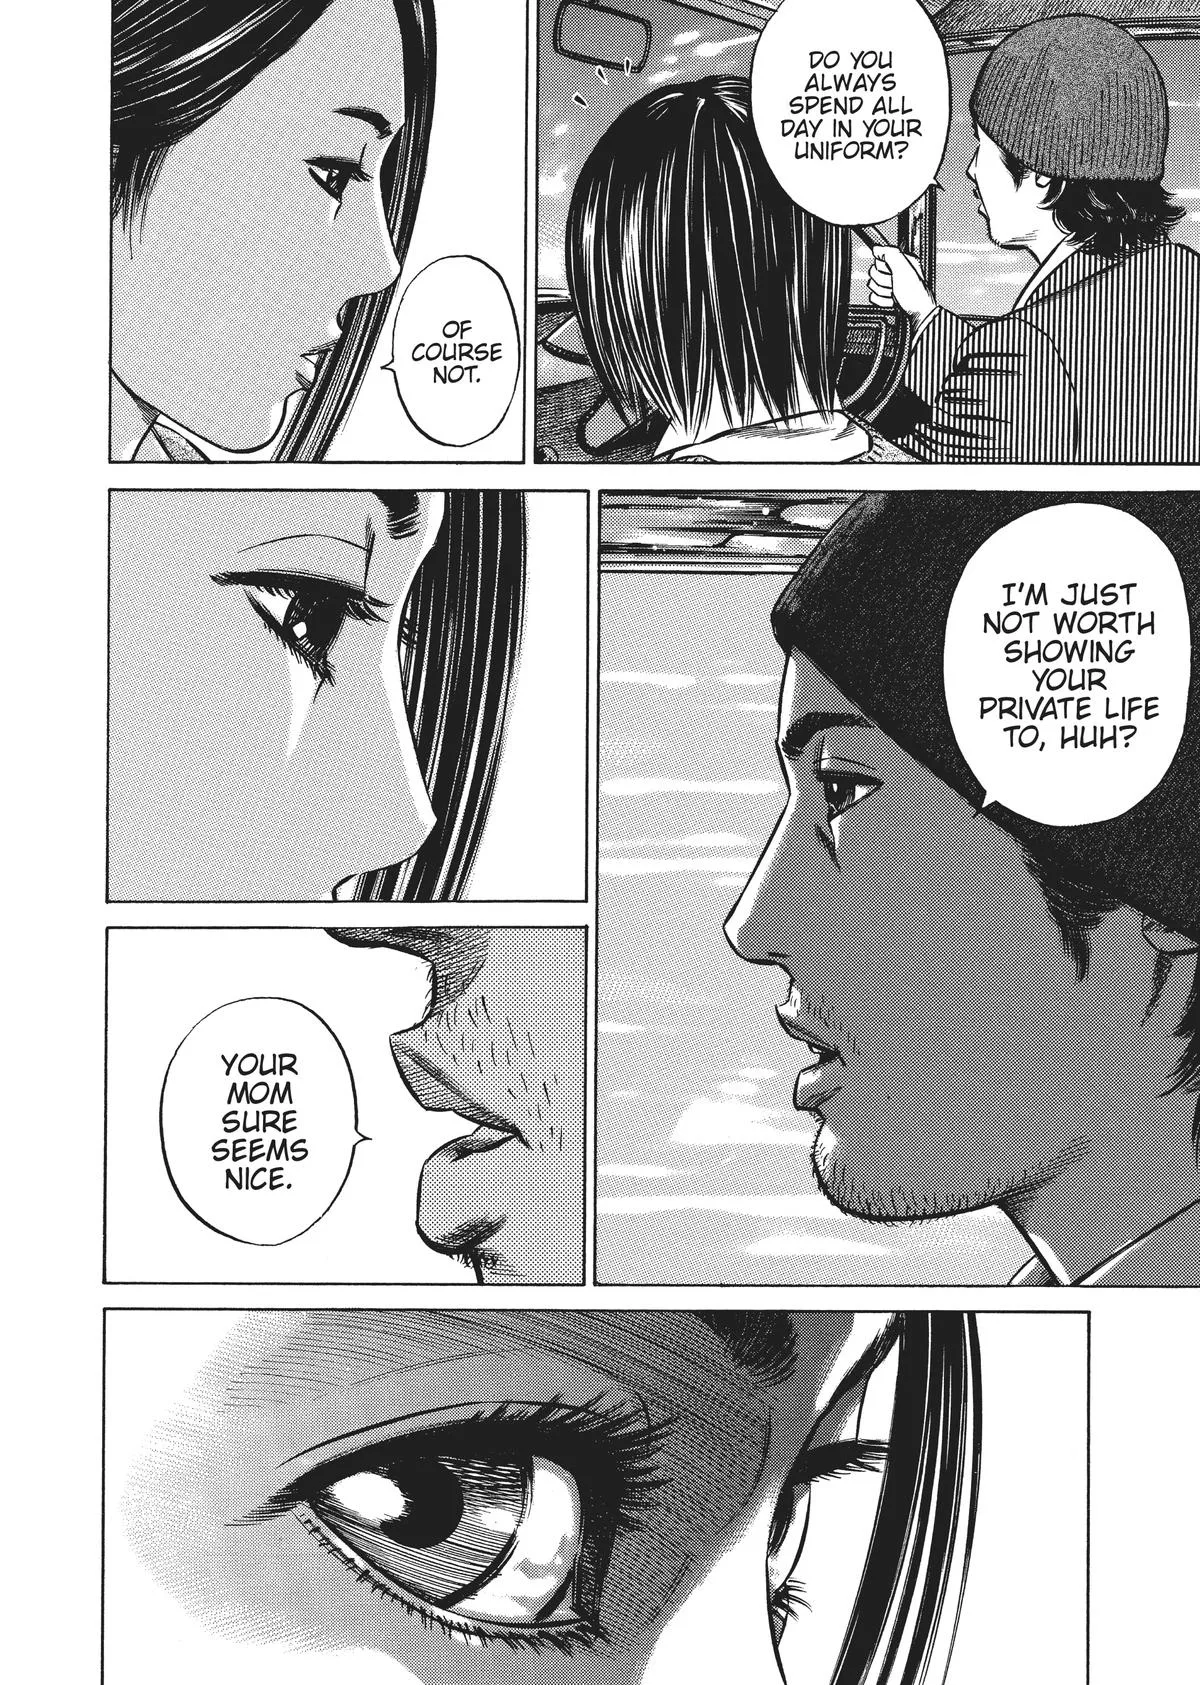 DO YOU
ALWAYS
SPEND ALL
DAY IN YOUR
UNIFORM?
OF
COURSE
NOT.
I'M JUST
NOT WORTH
SHOWING
YOUR
PRIVATE LIFE
TO, HUH?
YOUR
MOM
SURE
SEEMS
NICE.